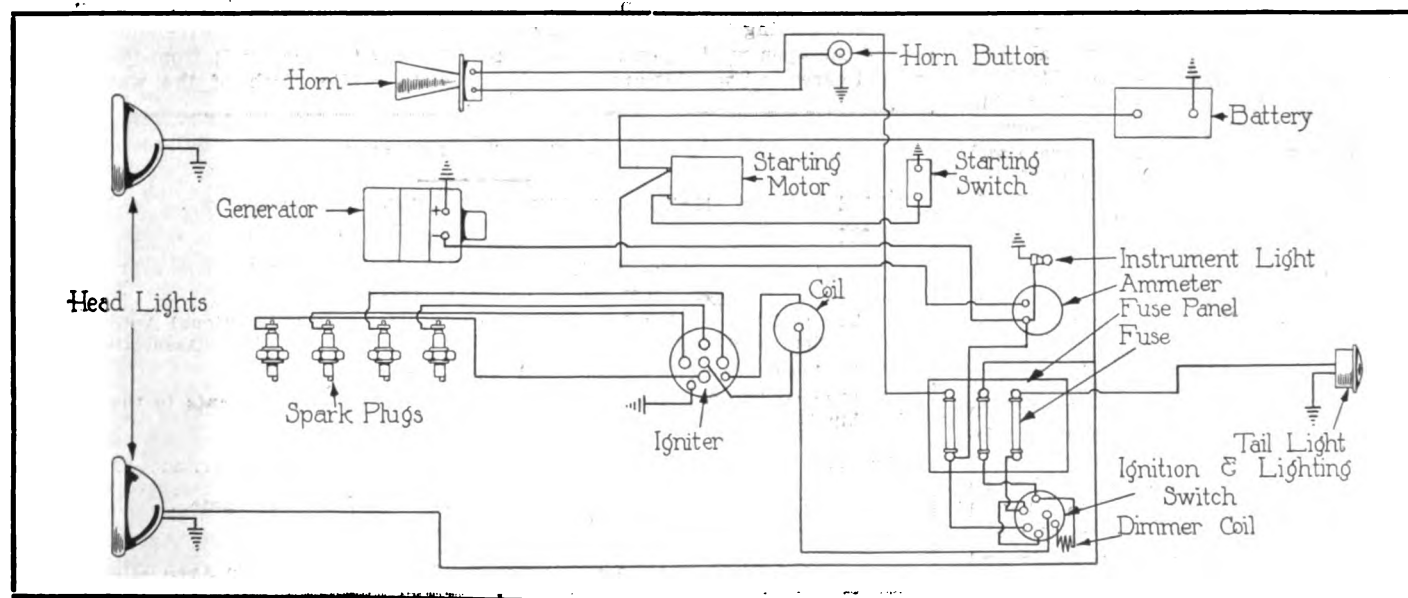 Horn
Horn Button
Battery
Starting
Motor
Starting
Switch
Generator
+
-
Instrument Light
Ammeter
Fuse Panel
Fuse
Head Lights
Coil
Spark Plugs
Igniter
Tail Light
Ignition & Lighting
Switch
Dimmer Coil